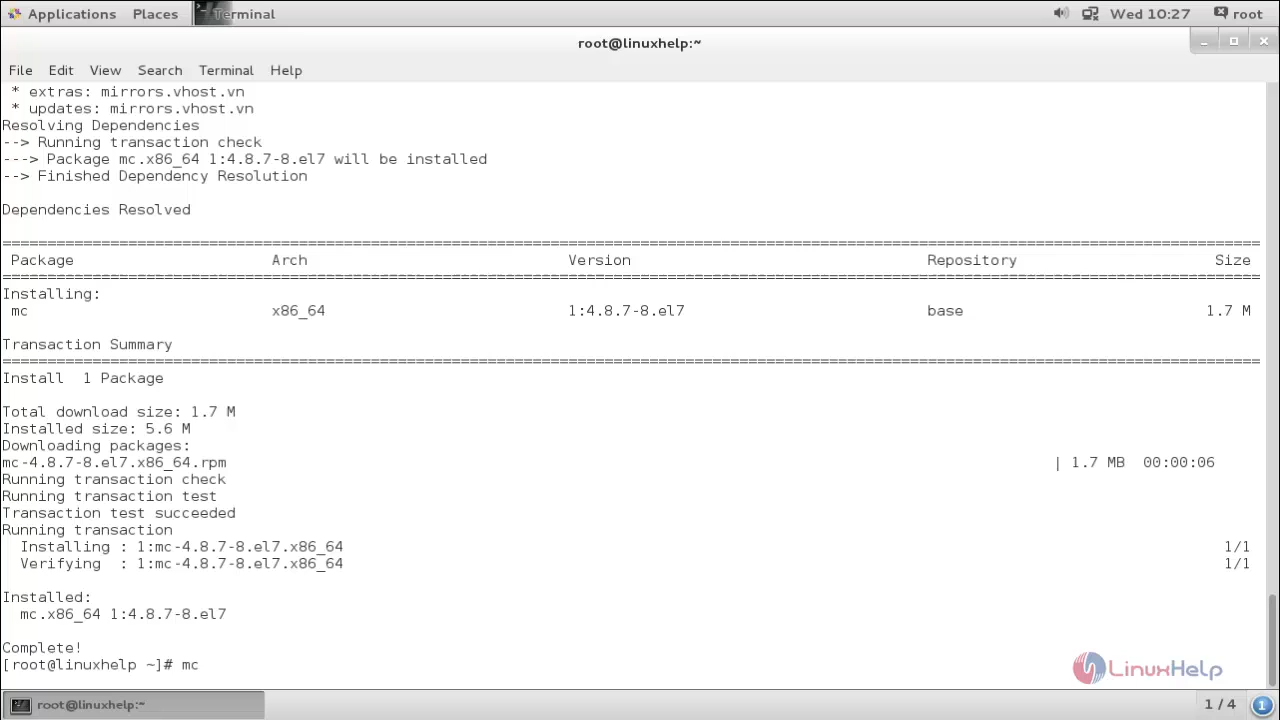 Applications Places Terminal Wed 10:27 root
root@linuxhelp:~
File Edit View Search Terminal Help
* extras: mirrors.vhost.vn
* updates: mirrors.vhost.vn
Resolving Dependencies
--> Running transaction check
---> Package mc.x86_64 1:4.8.7-8.el7 will be installed
--> Finished Dependency Resolution
Dependencies Resolved
================================================================================
Package Arch Version Repository Size
================================================================================
Installing:
mc x86_64 1:4.8.7-8.el7 base 1.7 M
Transaction Summary
================================================================================
Install 1 Package
Total download size: 1.7 M
Installed size: 5.6 M
Downloading packages:
mc-4.8.7-8.el7.x86_64.rpm | 1.7 MB 00:00:06
Running transaction check
Running transaction test
Transaction test succeeded
Running transaction
Installing : 1:mc-4.8.7-8.el7.x86_64 1/1
Verifying : 1:mc-4.8.7-8.el7.x86_64 1/1
Installed:
mc.x86_64 1:4.8.7-8.el7
Complete!
[root@linuxhelp ~]# mc
LinuxHelp
root@linuxhelp:~ 1 / 4 1